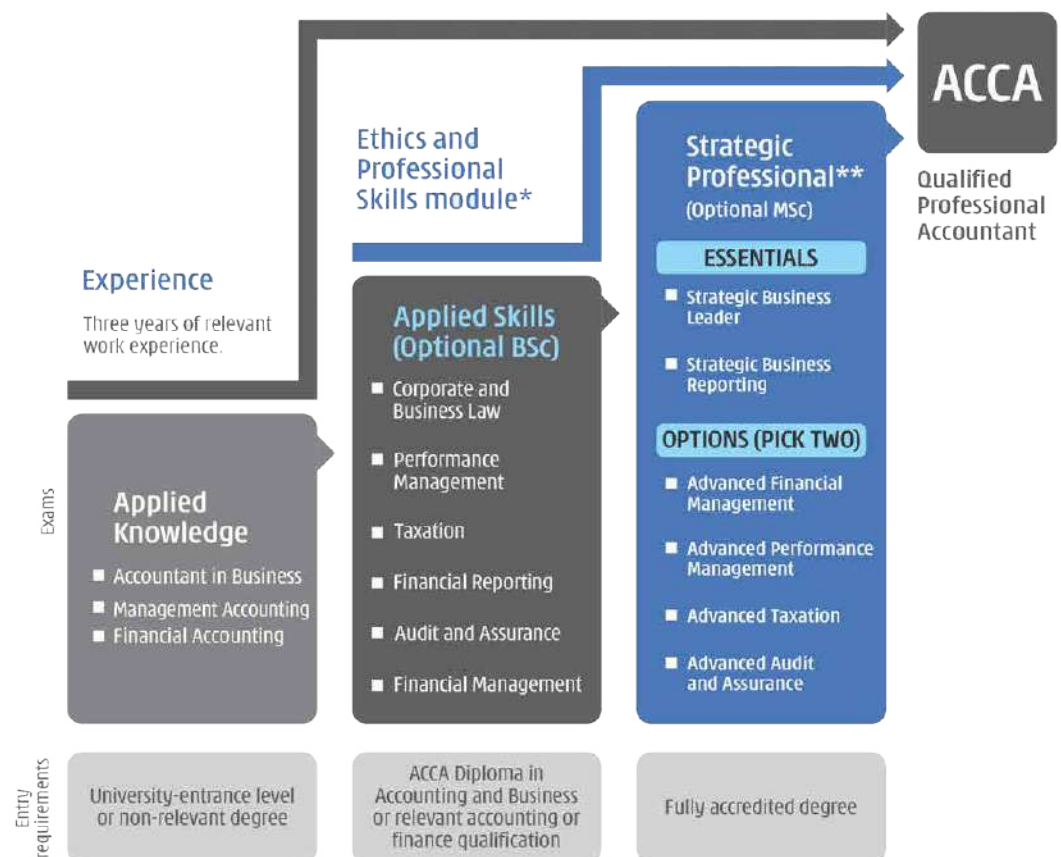 ACCA
Qualified
Professional
Accountant
Ethics and
Professional
Skills module*
Experience
Three years of relevant
work experience.
Exams
Applied
Knowledge
Accountant in Business
Management Accounting
Financial Accounting
Applied Skills
(Optional BSc)
Corporate and
Business Law
Performance
Management
Taxation
Financial Reporting
Audit and Assurance
Financial Management
Strategic
Professional**
(Optional MSc)
ESSENTIALS
Strategic Business
Leader
Strategic Business
Reporting
OPTIONS (PICK TWO)
Advanced Financial
Management
Advanced Performance
Management
Advanced Taxation
Advanced Audit
and Assurance
Entry
requirements
University-entrance level
or non-relevant degree
ACCA Diploma in
Accounting and Business
or relevant accounting or
finance qualification
Fully accredited degree